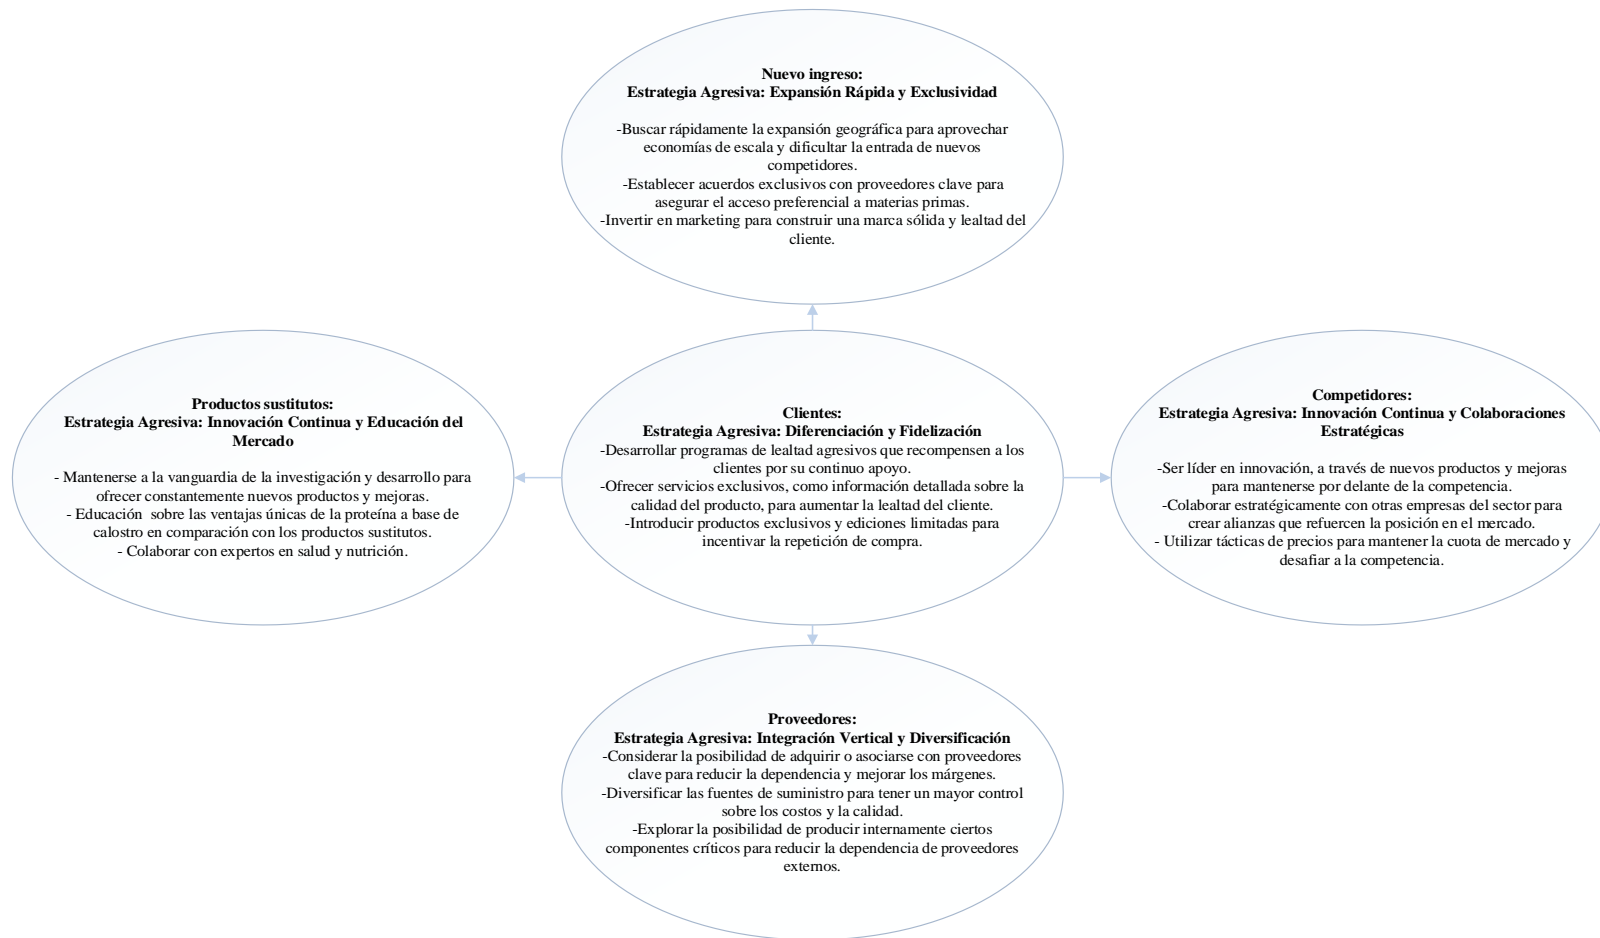 Nuevo ingreso:
Estrategia Agresiva: Expansión Rápida y Exclusividad
-Buscar rápidamente la expansión geográfica para aprovechar
economías de escala y dificultar la entrada de nuevos
competidores.
-Establecer acuerdos exclusivos con proveedores clave para
asegurar el acceso preferencial a materias primas.
-Invertir en marketing para construir una marca sólida y lealtad del
cliente.
Productos sustitutos:
Estrategia Agresiva: Innovación Continua y Educación del
Mercado
- Mantenerse a la vanguardia de la investigación y desarrollo para
ofrecer constantemente nuevos productos y mejoras.
- Educación  sobre las ventajas únicas de la proteína a base de
calostro en comparación con los productos sustitutos.
- Colaborar con expertos en salud y nutrición.
Clientes:
Estrategia Agresiva: Diferenciación y Fidelización
-Desarrollar programas de lealtad agresivos que recompensen a los
clientes por su continuo apoyo.
-Ofrecer servicios exclusivos, como información detallada sobre la
calidad del producto, para aumentar la lealtad del cliente.
-Introducir productos exclusivos y ediciones limitadas para
incentivar la repetición de compra.
Competidores:
Estrategia Agresiva: Innovación Continua y Colaboraciones
Estratégicas
-Ser líder en innovación, a través de nuevos productos y mejoras
para mantenerse por delante de la competencia.
-Colaborar estratégicamente con otras empresas del sector para
crear alianzas que refuercen la posición en el mercado.
- Utilizar tácticas de precios para mantener la cuota de mercado y
desafiar a la competencia.
Proveedores:
Estrategia Agresiva: Integración Vertical y Diversificación
-Considerar la posibilidad de adquirir o asociarse con proveedores
clave para reducir la dependencia y mejorar los márgenes.
-Diversificar las fuentes de suministro para tener un mayor control
sobre los costos y la calidad.
-Explorar la posibilidad de producir internamente ciertos
componentes críticos para reducir la dependencia de proveedores
externos.